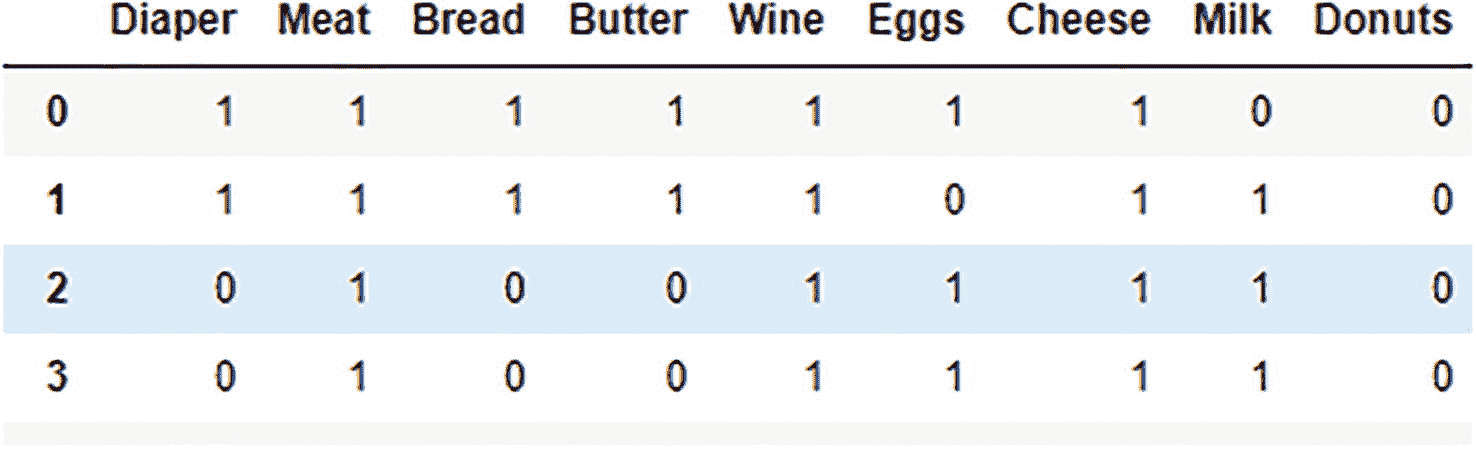 Diaper Meat Bread Butter Wine Eggs Cheese Milk Donuts
0 1 1 1 1 1 1 1 0 0
1 1 1 1 1 1 0 1 1 0
2 0 1 0 0 1 1 1 1 0
3 0 1 0 0 1 1 1 1 0